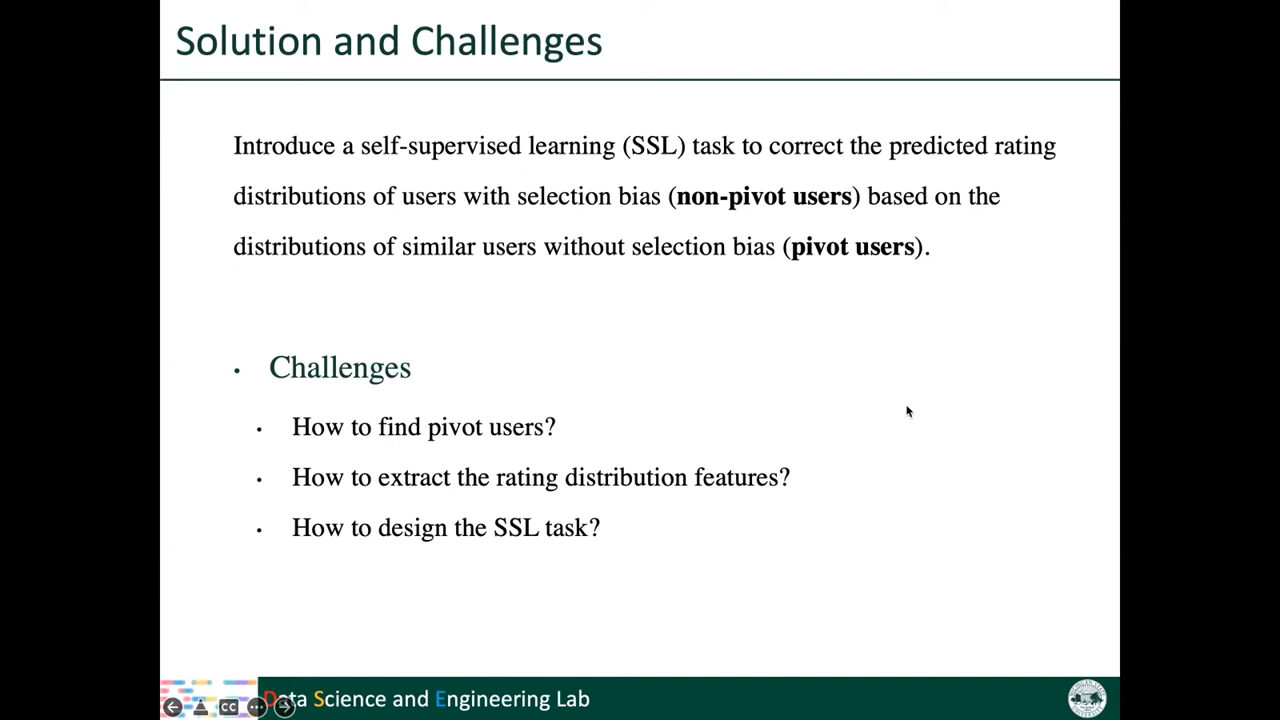 Solution and Challenges
Introduce a self-supervised learning (SSL) task to correct the predicted rating
distributions of users with selection bias (non-pivot users) based on the
distributions of similar users without selection bias (pivot users).
• Challenges
• How to find pivot users?
• How to extract the rating distribution features?
• How to design the SSL task?
CC
Data Science and Engineering Lab